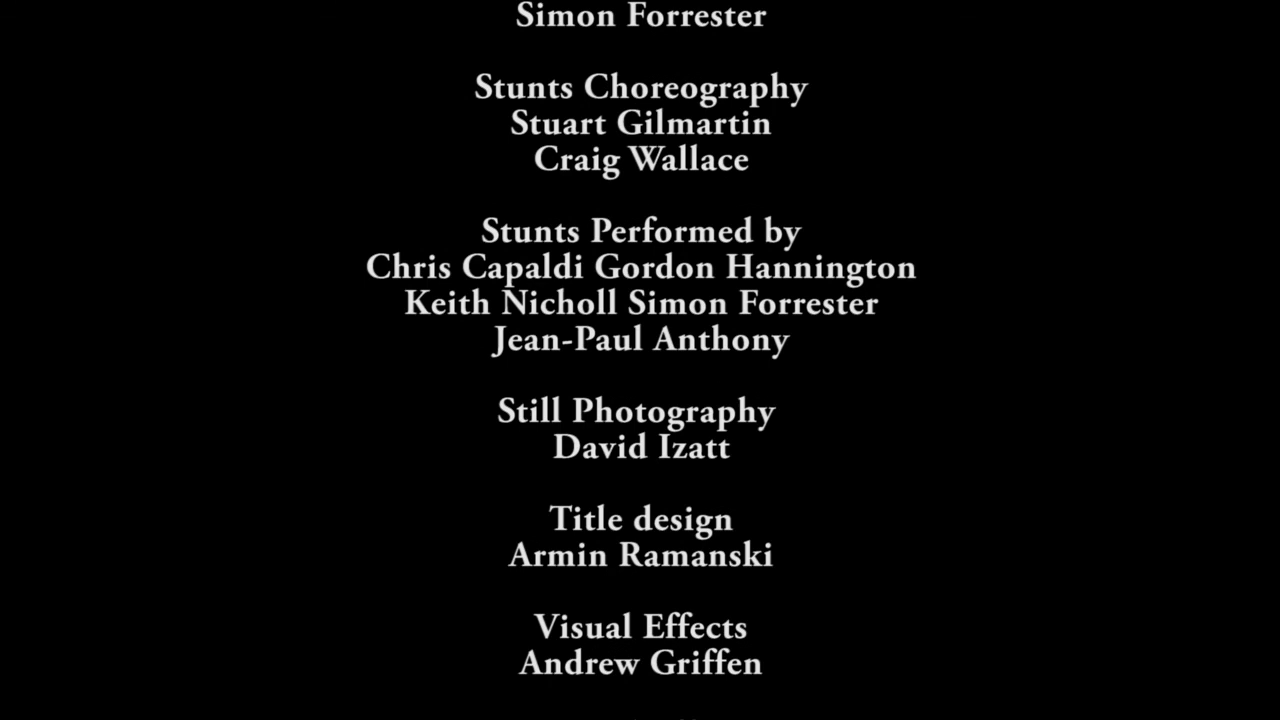 Simon Forrester
Stunts Choreography
Stuart Gilmartin
Craig Wallace
Stunts Performed by
Chris Capaldi Gordon Hannington
Keith Nicholl Simon Forrester
Jean-Paul Anthony
Still Photography
David Izatt
Title design
Armin Ramanski
Visual Effects
Andrew Griffen